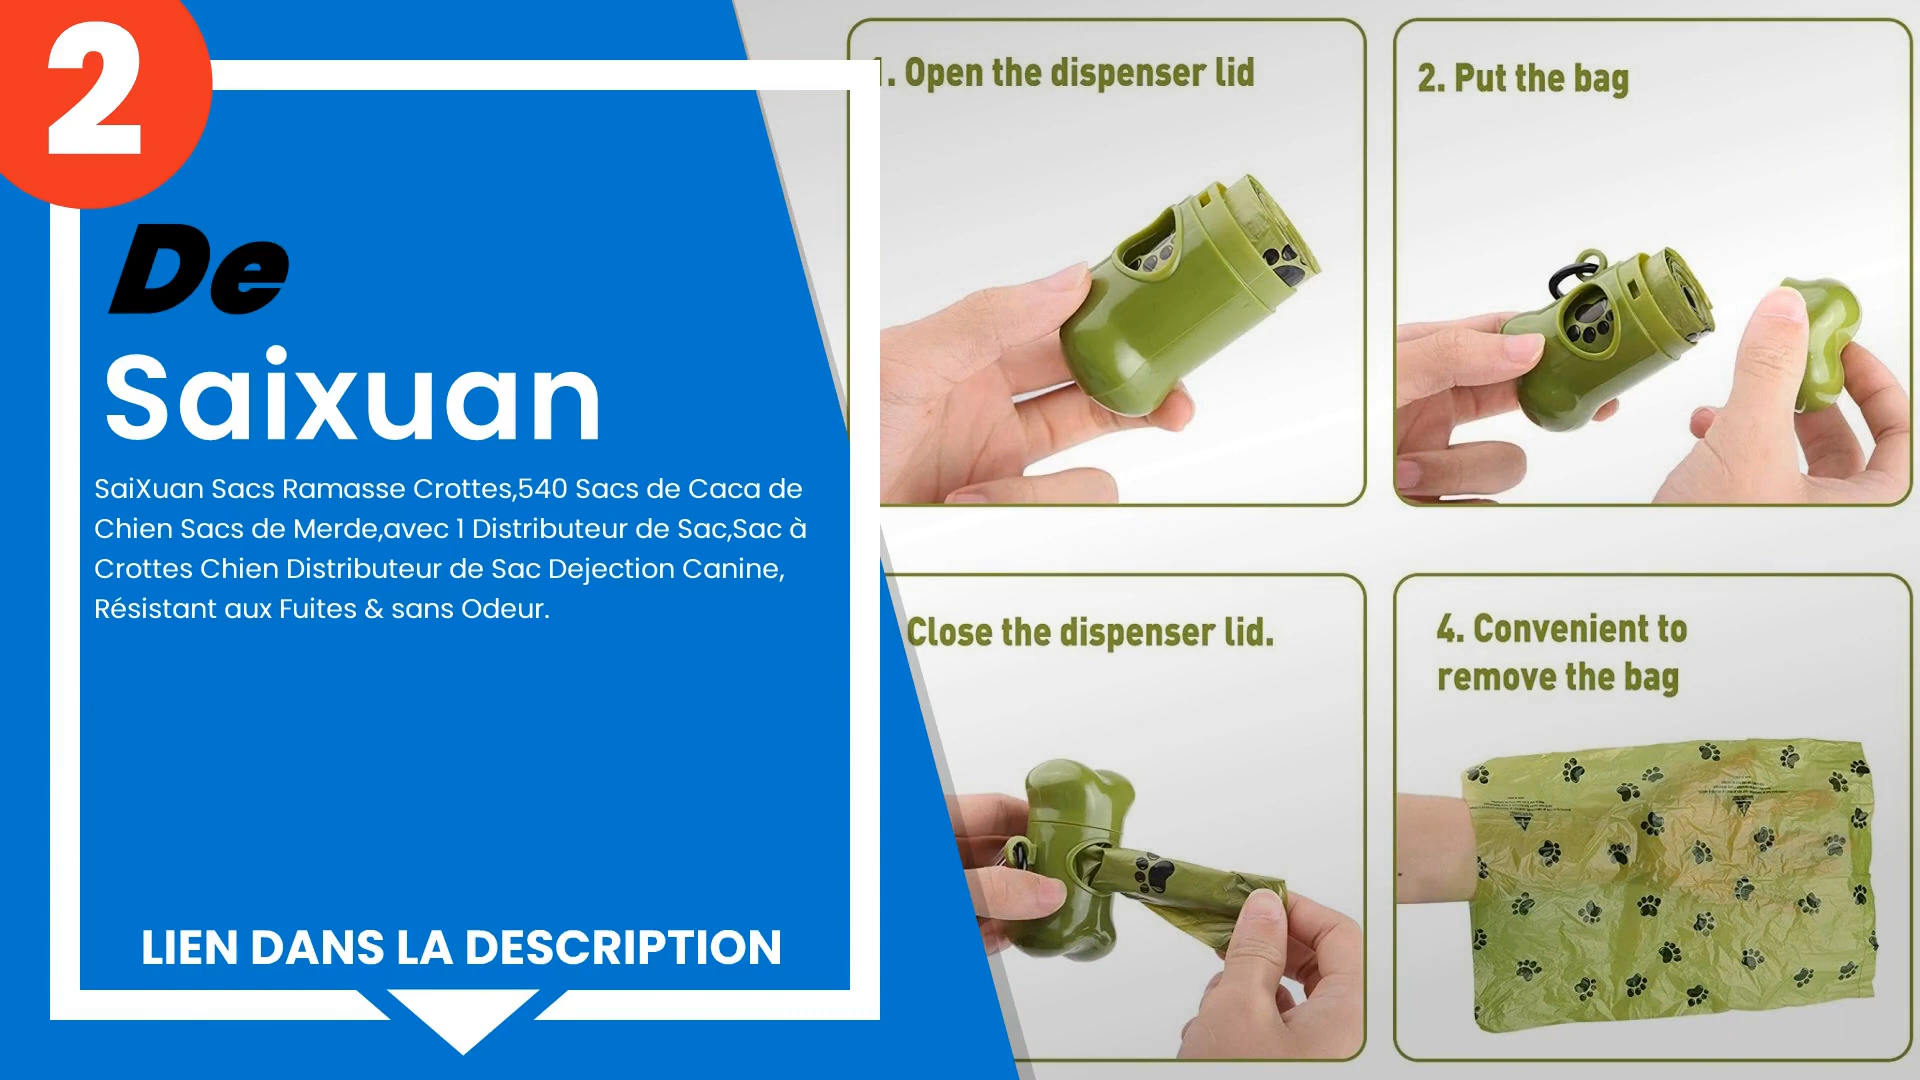 2
De
Saixuan
SaiXuan Sacs Ramasse Crottes,540 Sacs de Caca de
Chien Sacs de Merde,avec 1 Distributeur de Sac,Sac à
Crottes Chien Distributeur de Sac Dejection Canine,
Résistant aux Fuites & sans Odeur.
LIEN DANS LA DESCRIPTION
1. Open the dispenser lid
2. Put the bag
Close the dispenser lid.
4. Convenient to
remove the bag